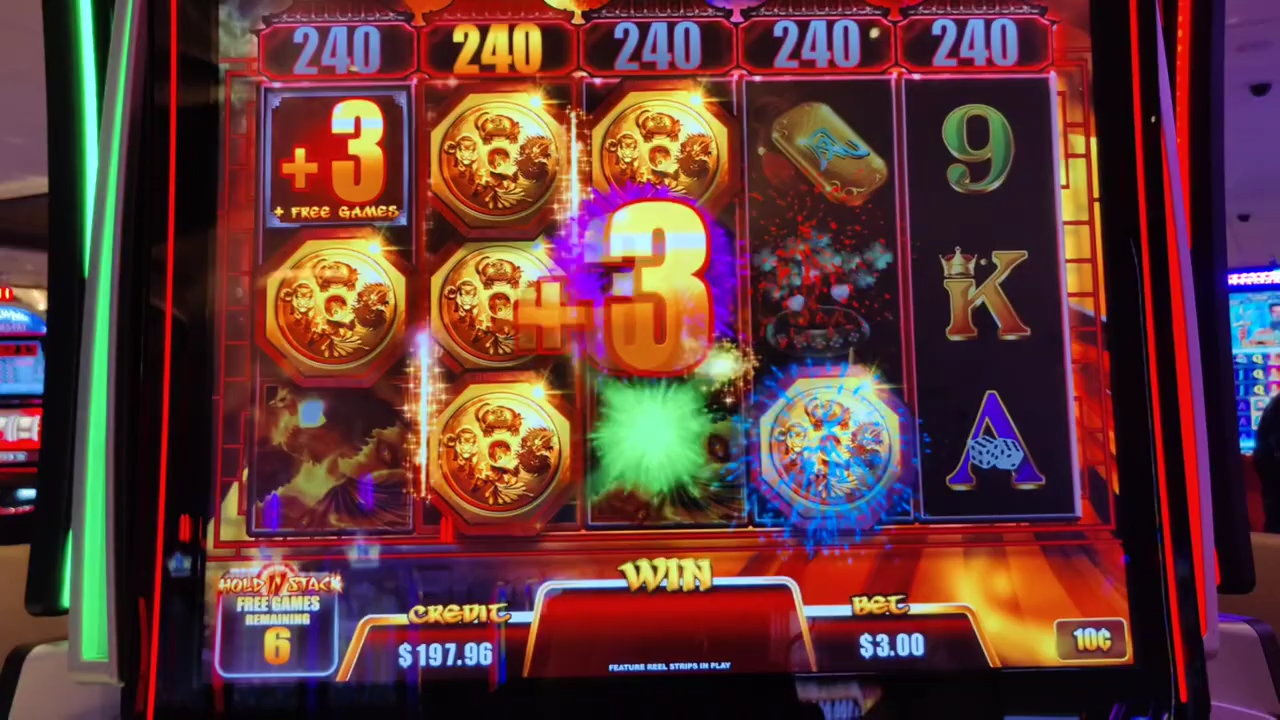 240 240 240 240 240
+3
+ FREE GAMES
9
+3
K
A
HOLD N STACK
FREE GAMES
REMAINING
6
CREDIT
$197.96
WIN
FEATURE REEL STRIPS IN PLAY
BET
$3.00
10¢